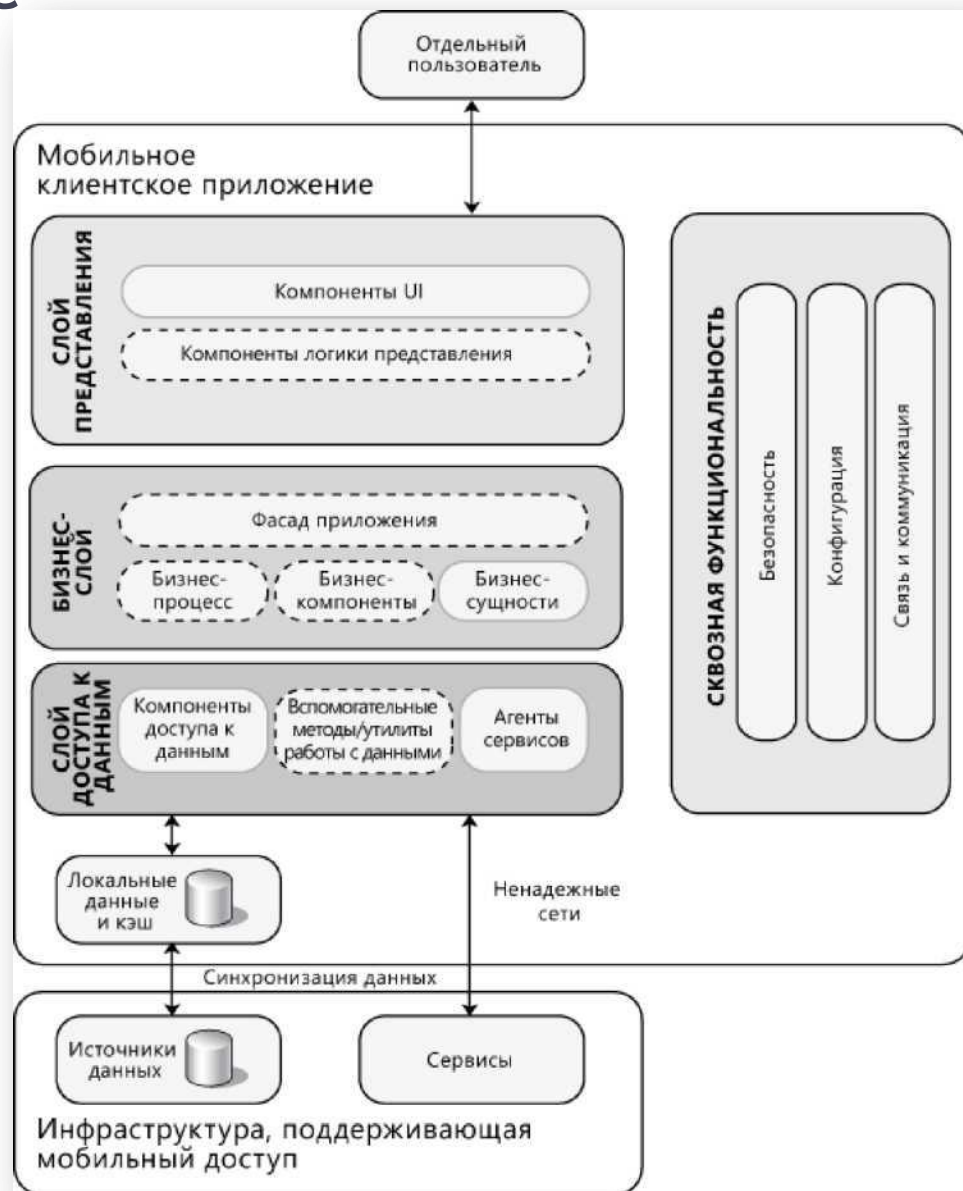 Отдельный
пользователь
Мобильное
клиентское приложение
СЛОЙ
ПРЕДСТАВЛЕНИЯ
Компоненты UI
Компоненты логики представления
БИЗНЕС-
СЛОЙ
Фасад приложения
Бизнес-
процесс
Бизнес-
компоненты
Бизнес-
сущности
СЛОЙ
ДОСТУПА К
ДАННЫМ
Компоненты
доступа к
данным
Вспомогательные
методы/утилиты
работы с данными
Агенты
сервисов
СКВОЗНАЯ ФУНКЦИОНАЛЬНОСТЬ
Безопасность
Конфигурация
Связь и коммуникация
Локальные
данные
и кэш
Ненадежные
сети
Синхронизация данных
Источники
данных
Сервисы
Инфраструктура, поддерживающая
мобильный доступ